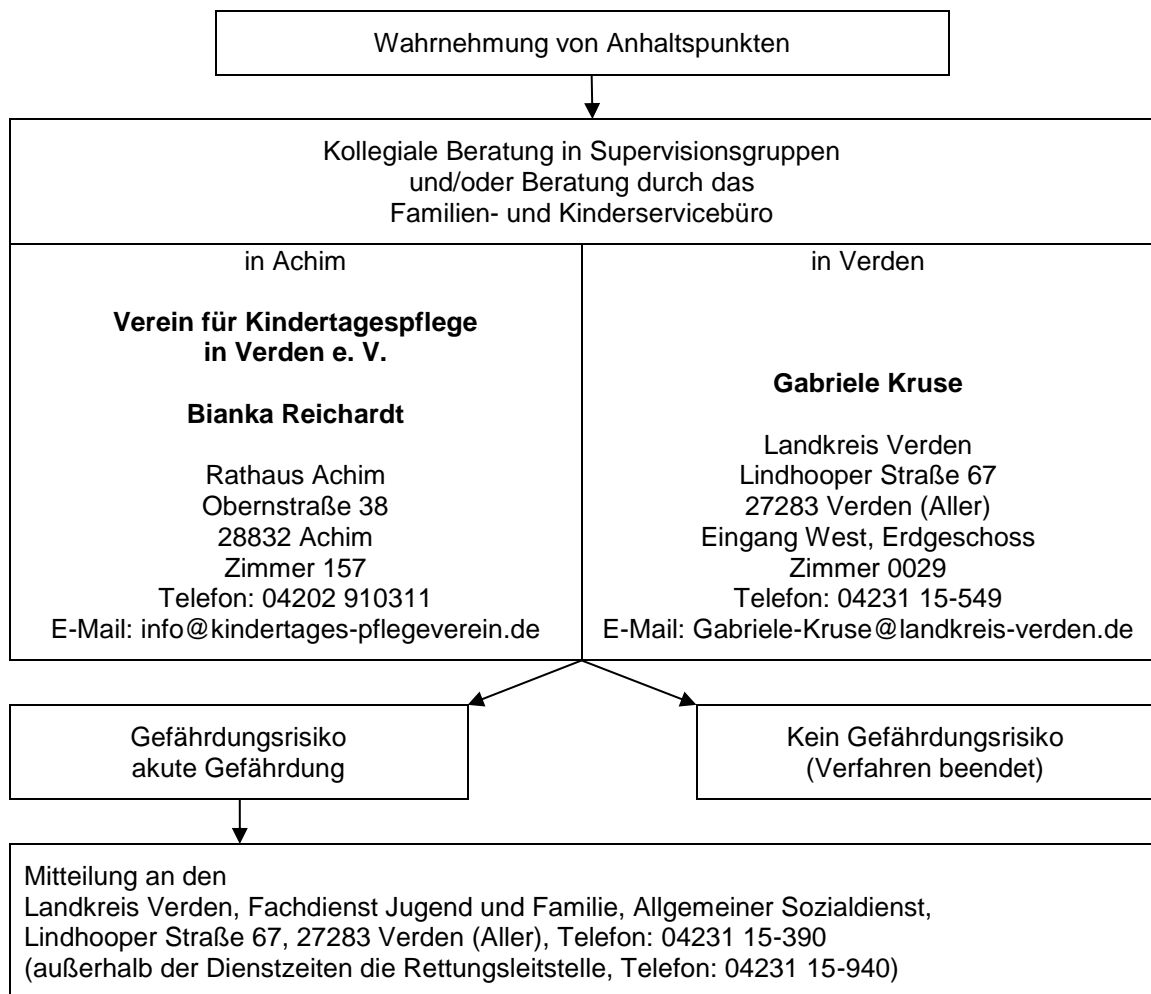 Wahrnehmung von Anhaltspunkten
Kollegiale Beratung in Supervisionsgruppen
und/oder Beratung durch das
Familien- und Kinderservicebüro
in Achim
Verein für Kindertagespflege
in Verden e. V.
Bianka Reichardt
Rathaus Achim
Obernstraße 38
28832 Achim
Zimmer 157
Telefon: 04202 910311
E-Mail: info@kindertages-pflegeverein.de
in Verden
Gabriele Kruse
Landkreis Verden
Lindhooper Straße 67
27283 Verden (Aller)
Eingang West, Erdgeschoss
Zimmer 0029
Telefon: 04231 15-549
E-Mail: Gabriele-Kruse@landkreis-verden.de
Gefährdungsrisiko
akute Gefährdung
Kein Gefährdungsrisiko
(Verfahren beendet)
Mitteilung an den
Landkreis Verden, Fachdienst Jugend und Familie, Allgemeiner Sozialdienst,
Lindhooper Straße 67, 27283 Verden (Aller), Telefon: 04231 15-390
(außerhalb der Dienstzeiten die Rettungsleitstelle, Telefon: 04231 15-940)